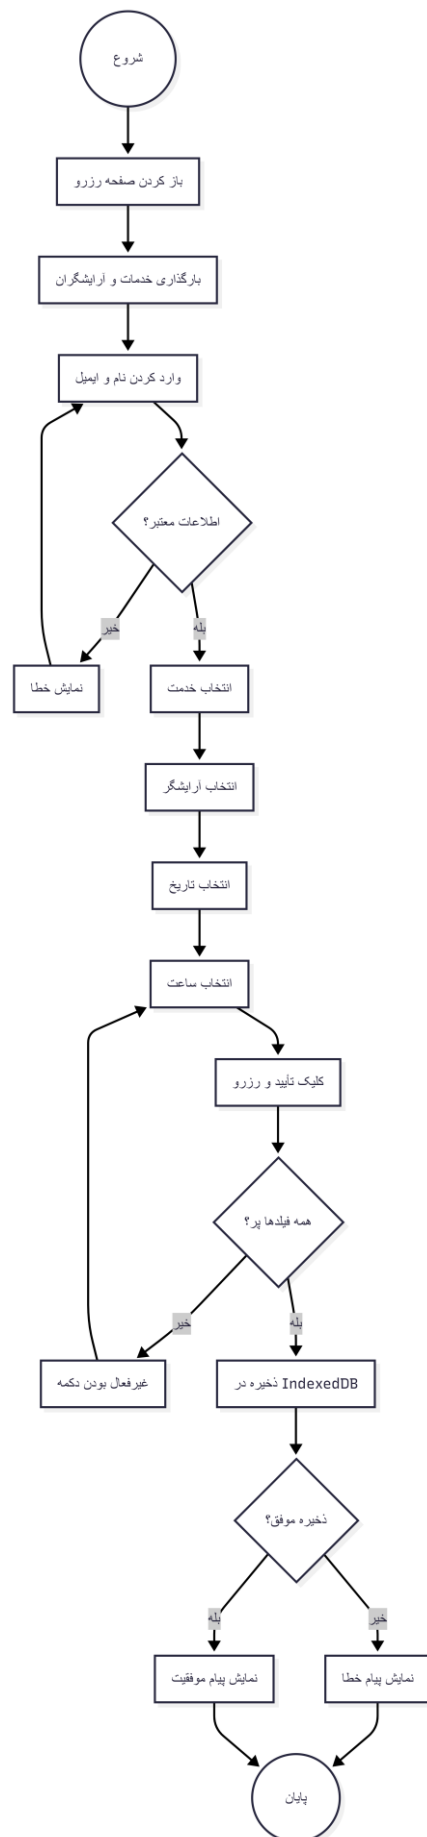 شروع
باز کردن صفحه رزرو
بارگذاری خدمات و آرایشگران
وارد کردن نام و ایمیل
اطلاعات معتبر؟
خیر
بله
نمایش خطا
انتخاب خدمت
انتخاب آرایشگر
انتخاب تاریخ
انتخاب ساعت
کلیک تأیید و رزرو
همه فیلدها پر؟
خیر
بله
غیرفعال بودن دکمه
ذخیره در IndexedDB
ذخیره موفق؟
بله
خیر
نمایش پیام موفقیت
نمایش پیام خطا
پایان